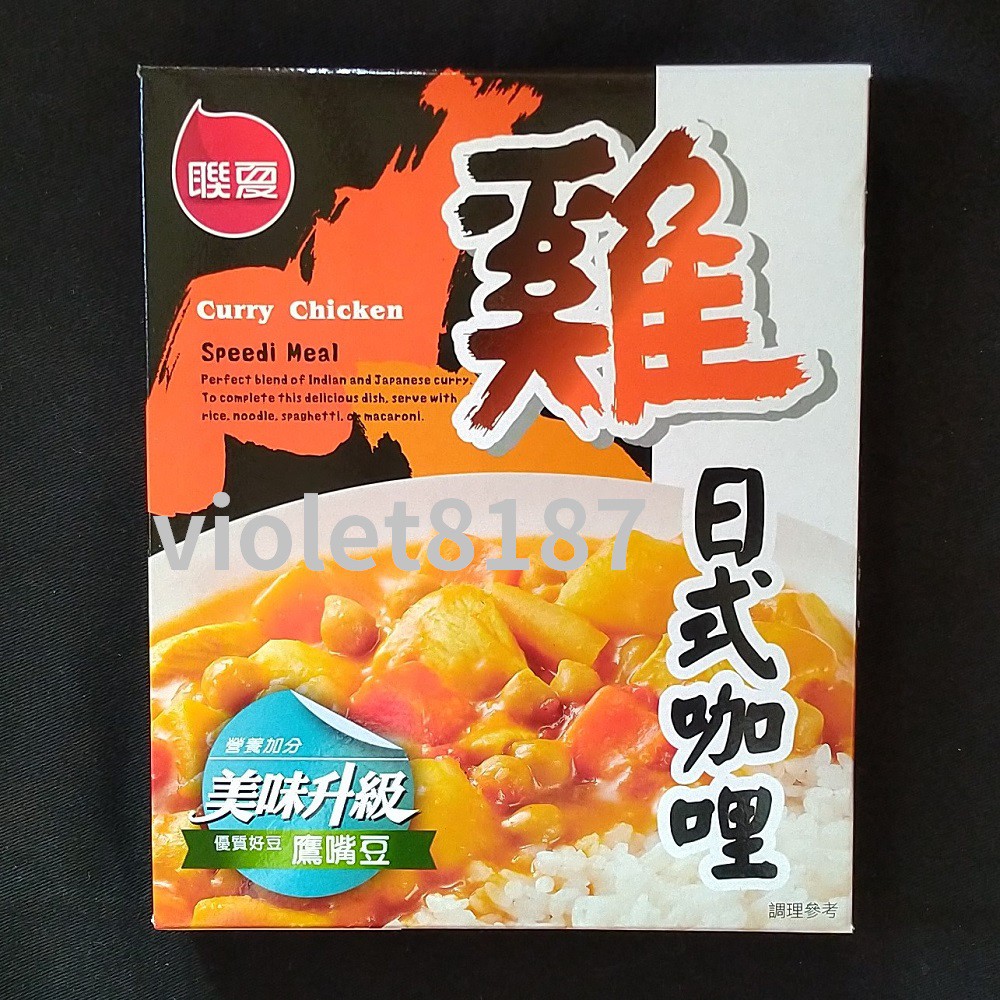 聯夏
雞
Curry Chicken
Speedi Meal
Perfect blend of Indian and Japanese curry.
To complete this delicious dish, serve with
rice, noodle, spaghetti, or macaroni.
violet8187
日式咖哩
營養加分
美味升級
優質好豆 鷹嘴豆
調理參考